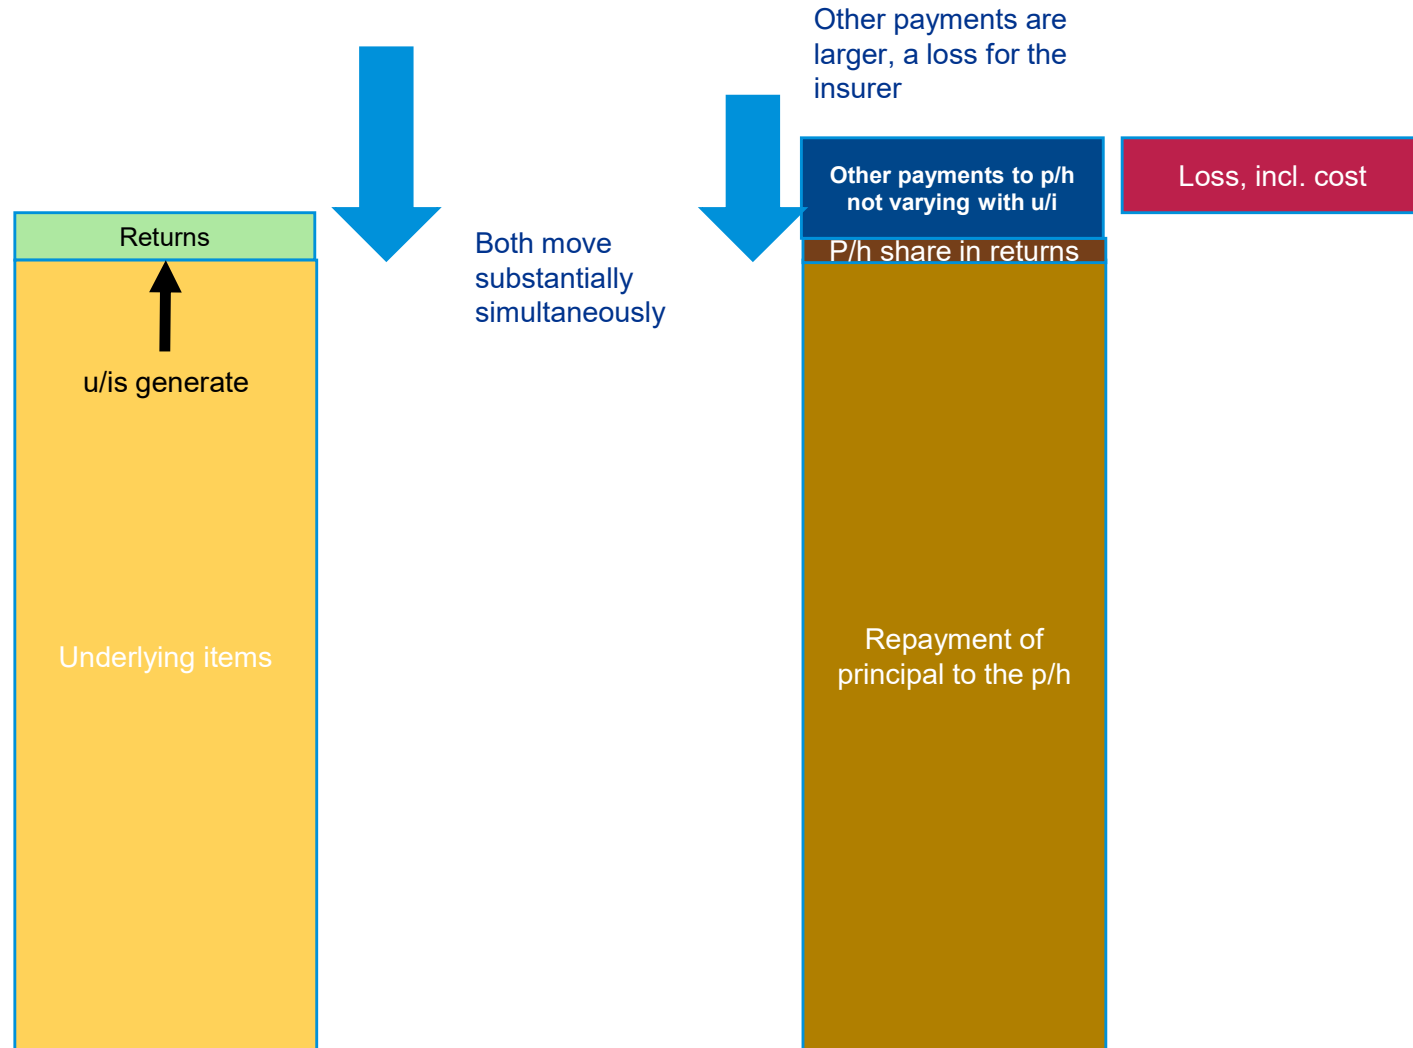 Other payments are
larger, a loss for the
insurer
Other payments to p/h
not varying with u/i
Loss, incl. cost
Returns
P/h share in returns
Both move
substantially
simultaneously
u/is generate
Underlying items
Repayment of
principal to the p/h